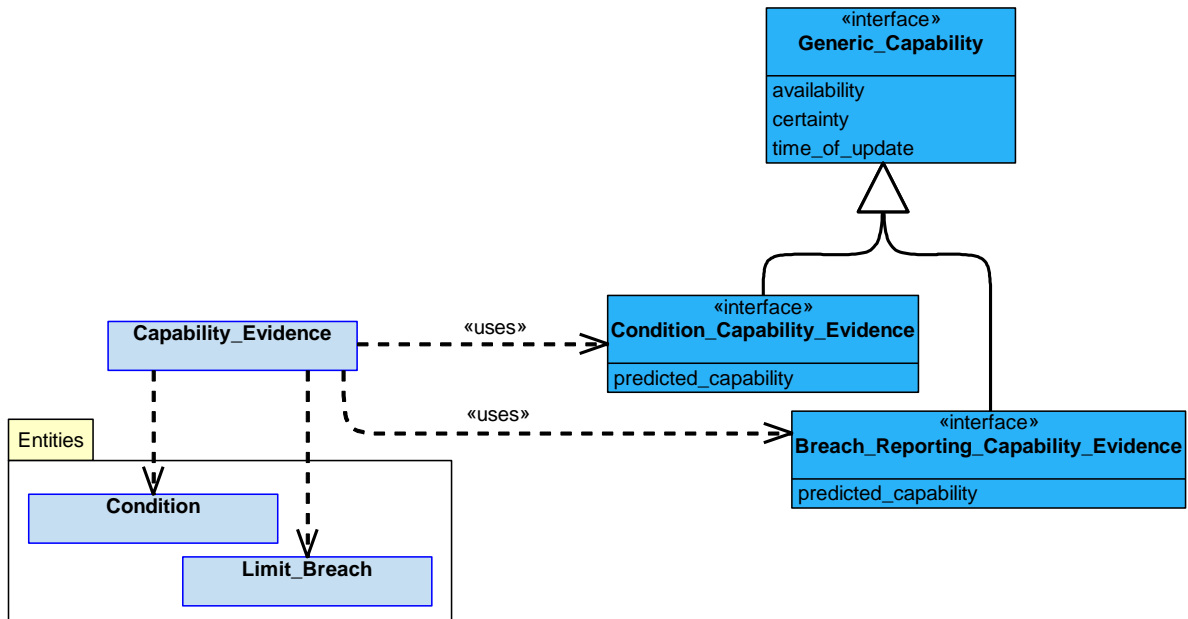 «interface»
Generic_Capability
availability
certainty
time_of_update
«interface»
Condition_Capability_Evidence
predicted_capability
Capability_Evidence
«uses»
«uses»
«interface»
Breach_Reporting_Capability_Evidence
predicted_capability
Entities
Condition
Limit_Breach